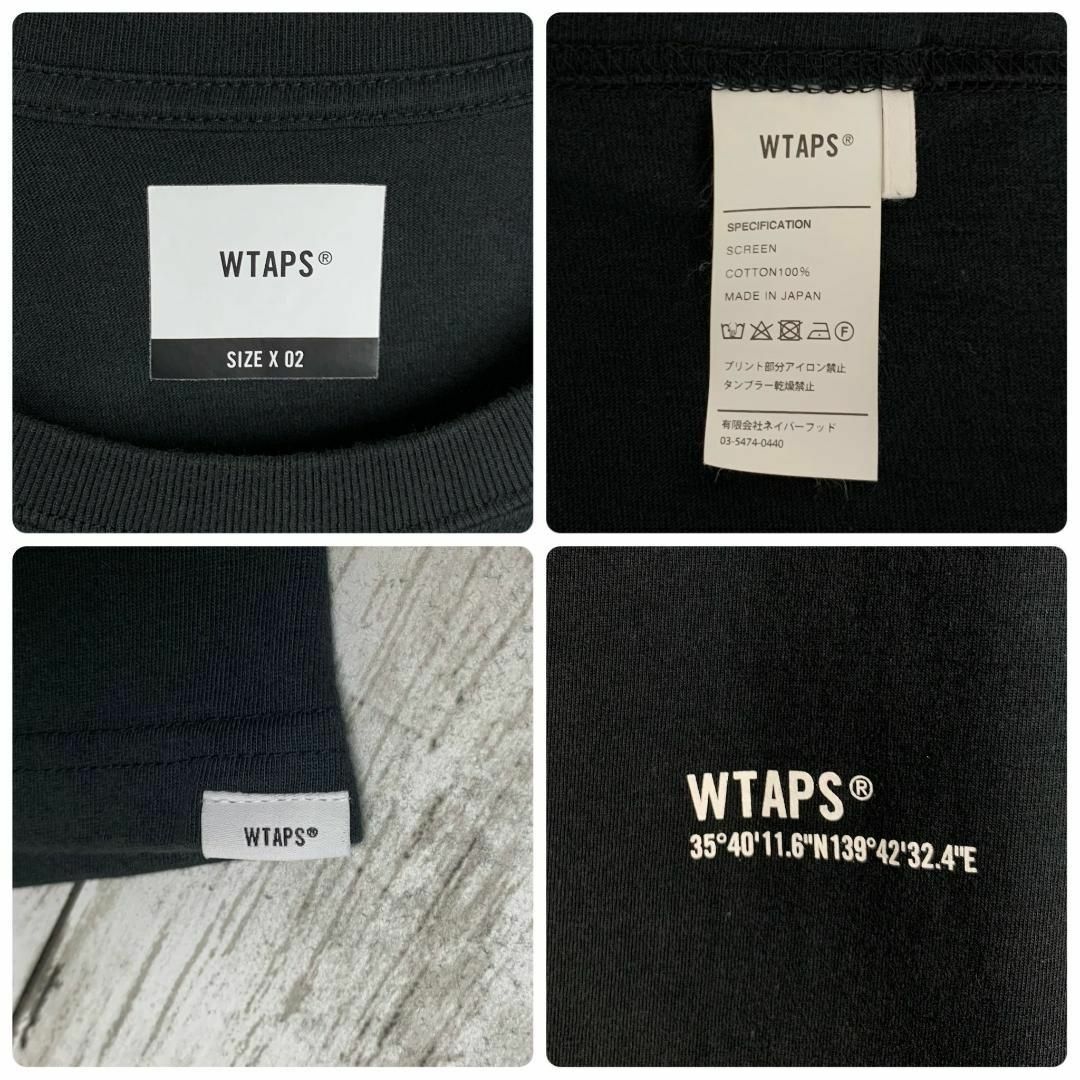 WTAPS®
SIZE X 02
WTAPS®
SPECIFICATION
SCREEN
COTTON100%
MADE IN JAPAN
F
プリント部分アイロン禁止
タンブラー乾燥禁止
有限会社ネイバーフッド
03-5474-0440
WTAPS®
WTAPS®
35°40'11.6"N139°42'32.4"E